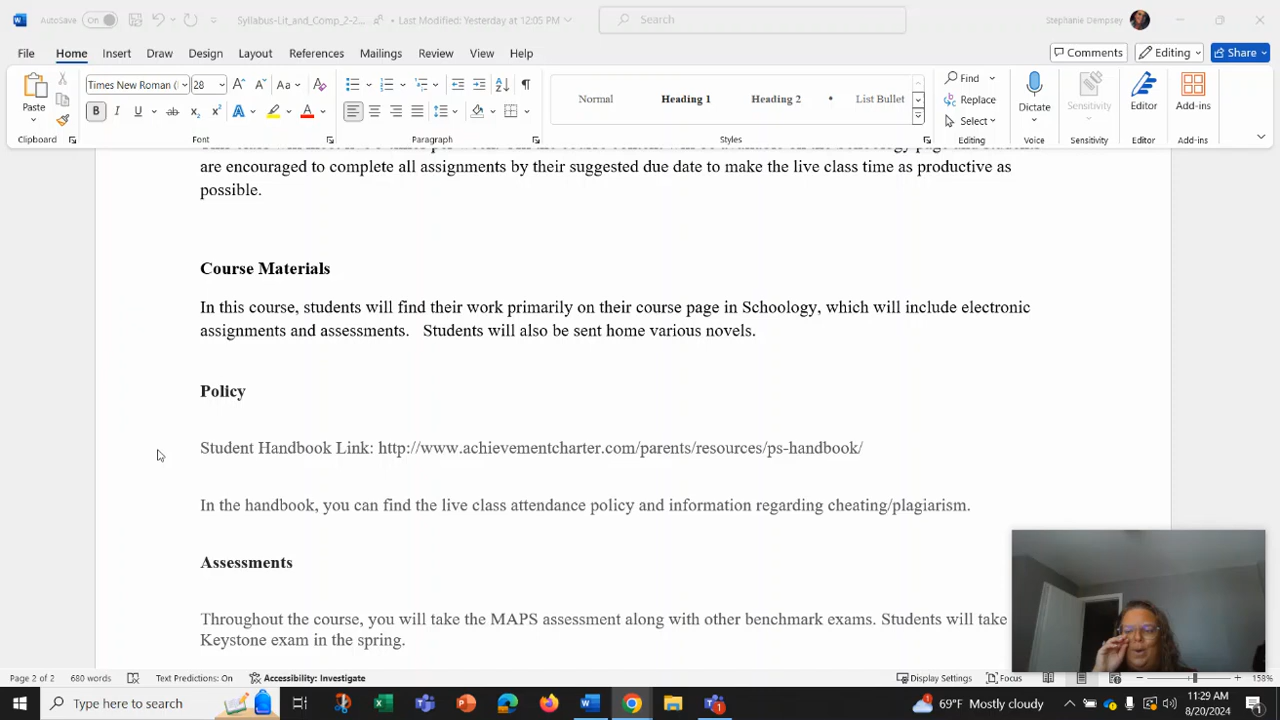 AutoSave Off Syllabus-Lit_and_Comp_2-2... • Last Modified: Yesterday at 12:05 PM Search Stephanie Dempsey
File Home Insert Draw Design Layout References Mailings Review View Help Comments Editing Share
Times New Roman ( 28 Aa Normal Heading 1 Heading 2 • List Bullet Find
Paste Replace Dictate Sensitivity Editor Add-ins
B I U ab x₂ x² A A Select
Clipboard Font Paragraph Styles Editing Voice Sensitivity Editor Add-ins
are encouraged to complete all assignments by their suggested due date to make the live class time as productive as
possible.
Course Materials
In this course, students will find their work primarily on their course page in Schoology, which will include electronic
assignments and assessments. Students will also be sent home various novels.
Policy
Student Handbook Link: http://www.achievementcharter.com/parents/resources/ps-handbook/
In the handbook, you can find the live class attendance policy and information regarding cheating/plagiarism.
Assessments
Throughout the course, you will take the MAPS assessment along with other benchmark exams. Students will take
Keystone exam in the spring.
Page 2 of 2 680 words Text Predictions: On Accessibility: Investigate Display Settings Focus 158%
Type here to search 69°F Mostly cloudy 11:29 AM
8/20/2024